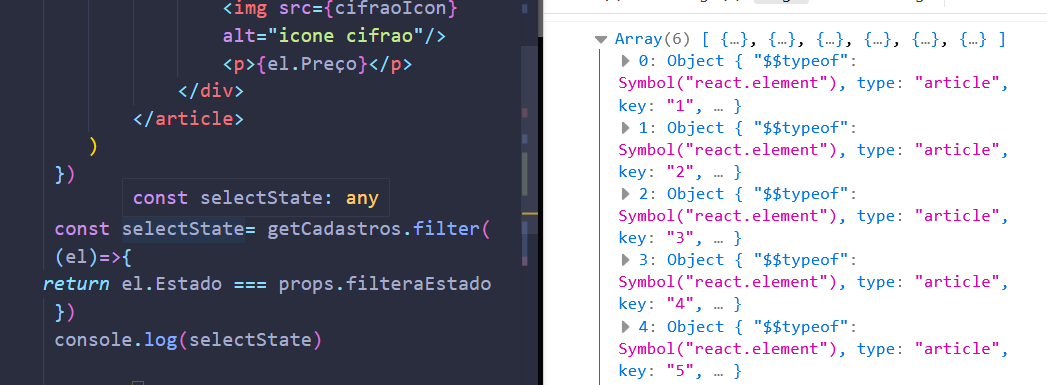 <img src={cifraoIcon}
alt="icone cifrao"/>
<p>{el.Preço}</p>
</div>
</article>
)
})
const selectState: any
const selectState= getCadastros.filter(
(el)=>{
return el.Estado === props.filteraEstado
})
console.log(selectState)
Array(6) [ {…}, {…}, {…}, {…}, {…}, {…} ]
0: Object { "$$typeof":
Symbol("react.element"), type: "article",
key: "1", … }
1: Object { "$$typeof":
Symbol("react.element"), type: "article",
key: "2", … }
2: Object { "$$typeof":
Symbol("react.element"), type: "article",
key: "3", … }
3: Object { "$$typeof":
Symbol("react.element"), type: "article",
key: "4", … }
4: Object { "$$typeof":
Symbol("react.element"), type: "article",
key: "5", … }